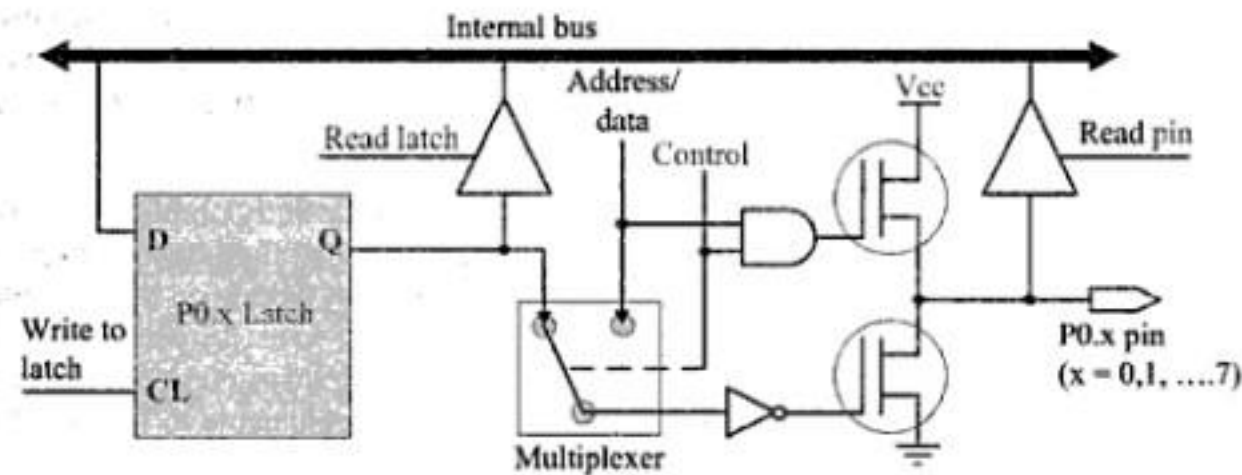 Internal bus
Address/
data
Vcc
Read latch
Control
Read pin
D
Q
P0.x Latch
Write to
latch
CL
P0.x pin
(x = 0,1, ....7)
Multiplexer